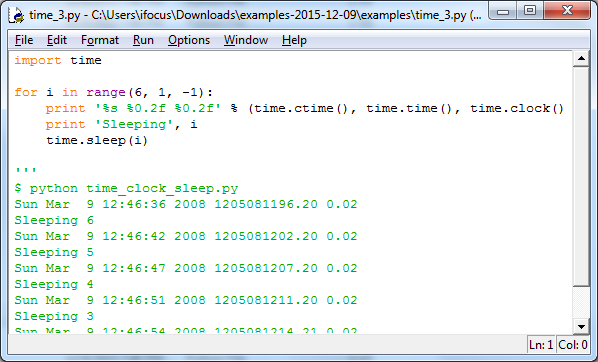 time_3.py - C:\Users\ifocus\Downloads\examples-2015-12-09\examples\time_3.py (...
File Edit Format Run Options Window Help
import time
for i in range(6, 1, -1):
    print '%s %0.2f %0.2f' % (time.ctime(), time.time(), time.clock()
    print 'Sleeping', i
    time.sleep(i)
'''
$ python time_clock_sleep.py
Sun Mar  9 12:46:36 2008 1205081196.20 0.02
Sleeping 6
Sun Mar  9 12:46:42 2008 1205081202.20 0.02
Sleeping 5
Sun Mar  9 12:46:47 2008 1205081207.20 0.02
Sleeping 4
Sun Mar  9 12:46:51 2008 1205081211.20 0.02
Sleeping 3
Sun Mar  9 12:46:54 2008 1205081214.21 0.02
Ln: 1 Col: 0